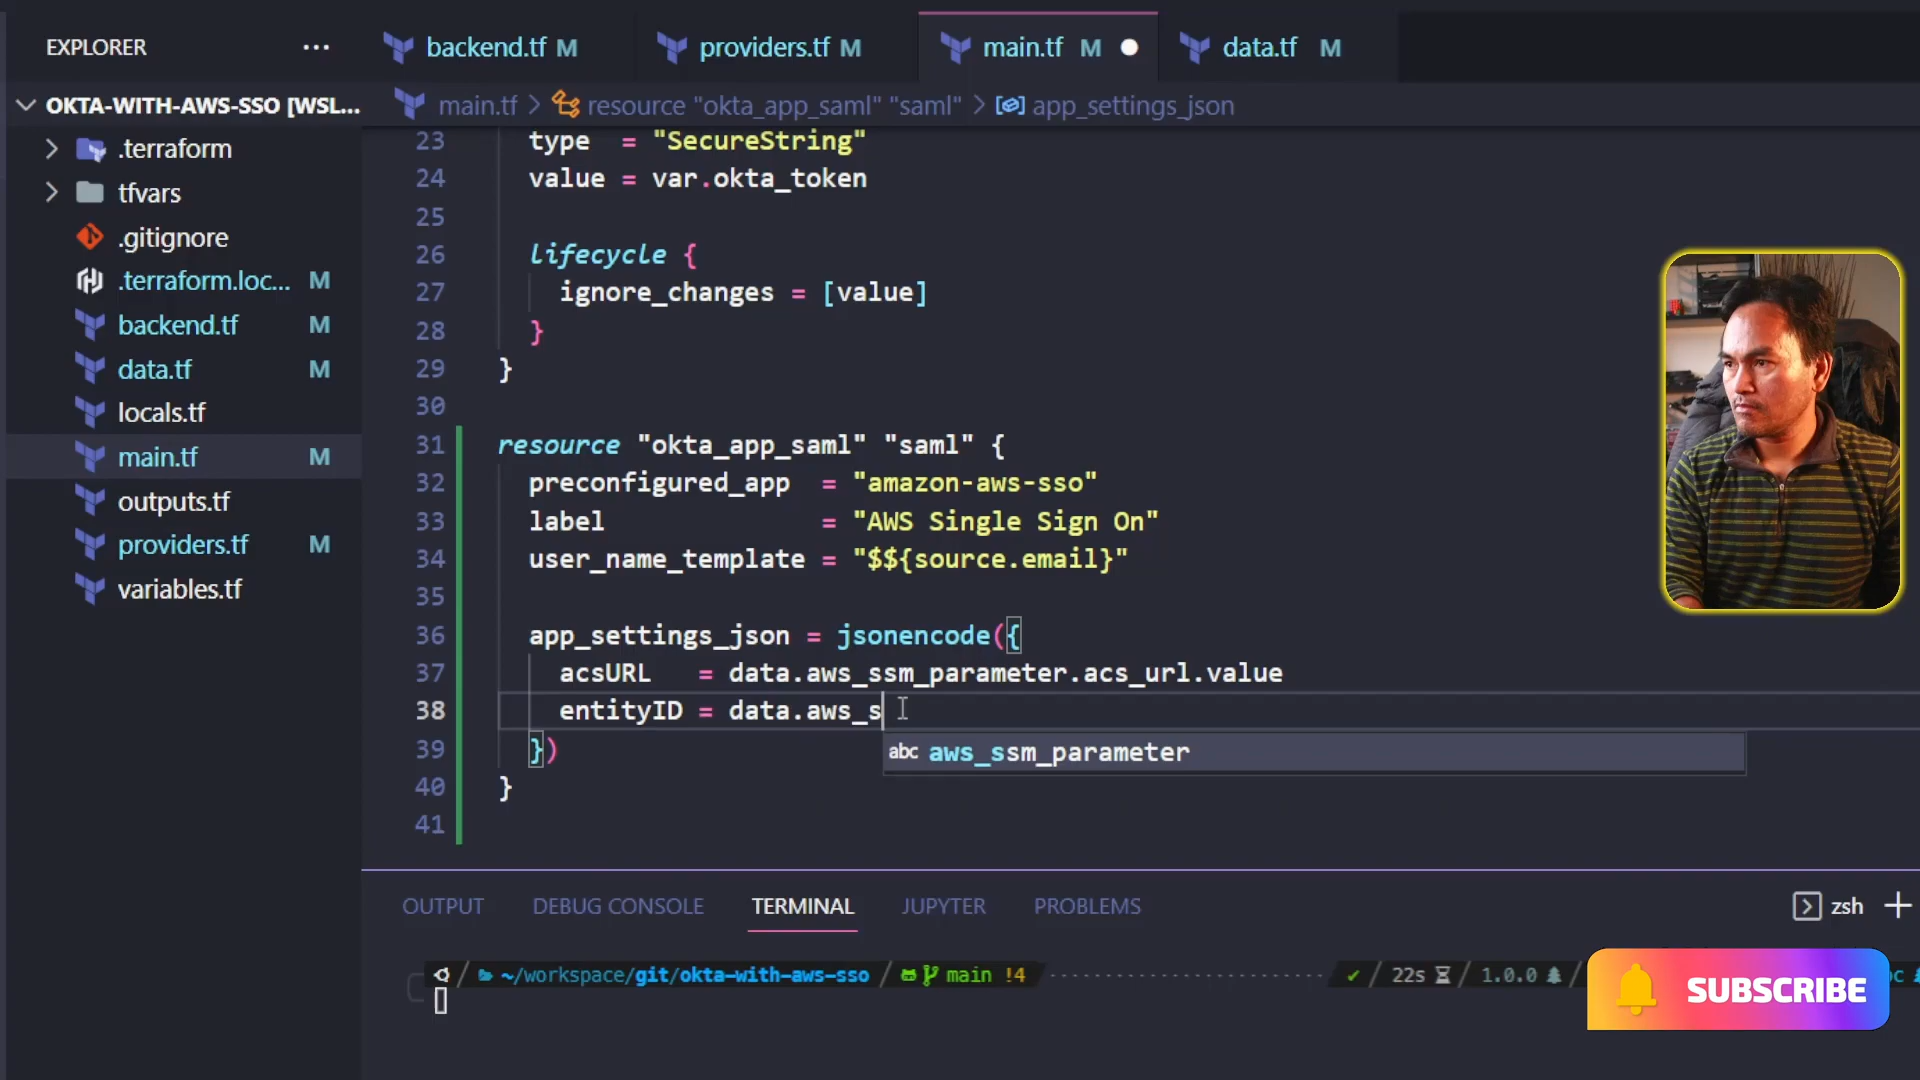 EXPLORER ...
backend.tf M
providers.tf M
main.tf M
data.tf M
OKTA-WITH-AWS-SSO [WSL...
main.tf > resource "okta_app_saml" "saml" > app_settings_json
.terraform
tfvars
.gitignore
.terraform.loc... M
backend.tf M
data.tf M
locals.tf
main.tf M
outputs.tf
providers.tf M
variables.tf
23 type = "SecureString"
24 value = var.okta_token
25
26 lifecycle {
27 ignore_changes = [value]
28 }
29 }
30
31 resource "okta_app_saml" "saml" {
32 preconfigured_app = "amazon-aws-sso"
33 label = "AWS Single Sign On"
34 user_name_template = "$${source.email}"
35
36 app_settings_json = jsonencode({
37 acsURL = data.aws_ssm_parameter.acs_url.value
38 entityID = data.aws_s
abc aws_ssm_parameter
39 })
40 }
41
OUTPUT DEBUG CONSOLE TERMINAL JUPYTER PROBLEMS
zsh
~/workspace/git/okta-with-aws-sso / main !4
22s / 1.0.0 /
SUBSCRIBE